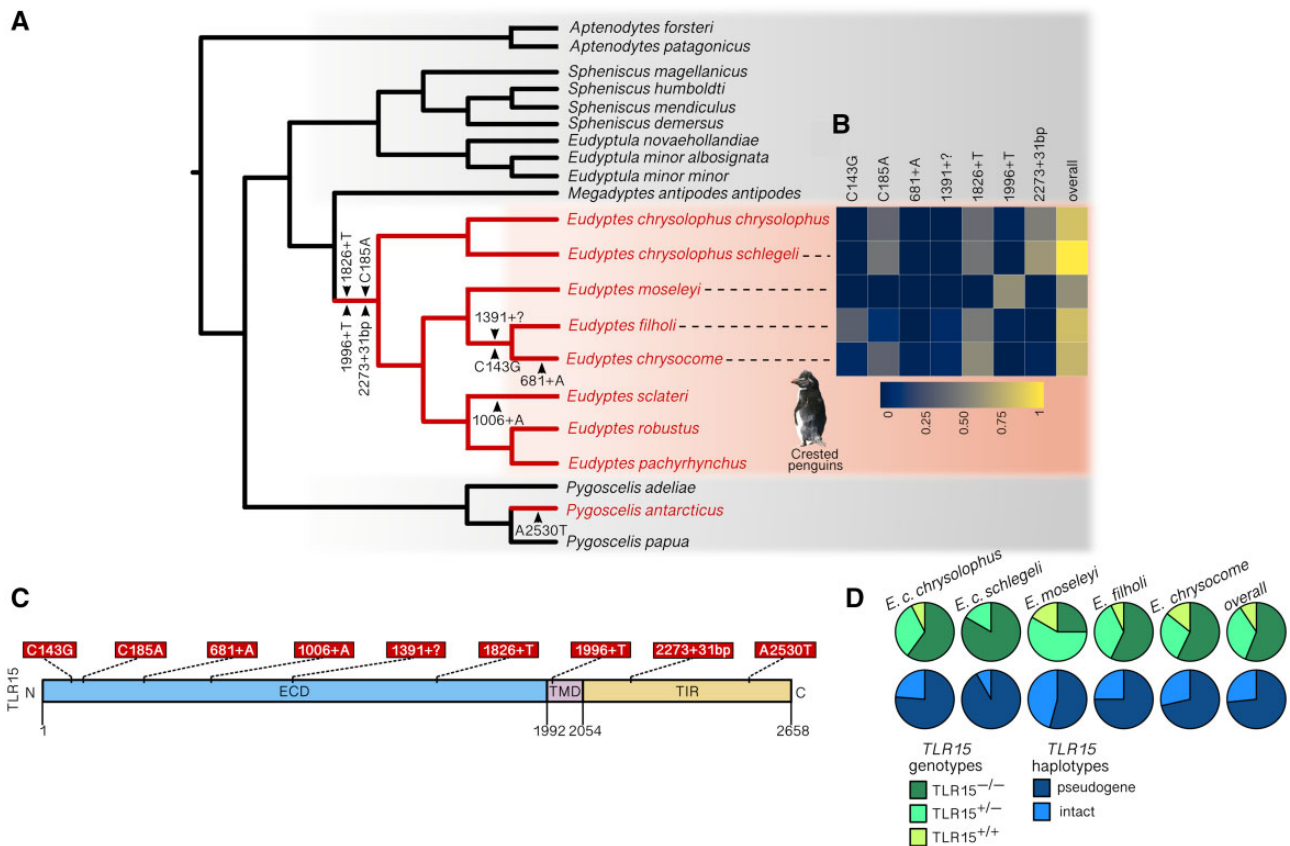 A
Aptenodytes forsteri
Aptenodytes patagonicus
Spheniscus magellanicus
Spheniscus humboldti
Spheniscus mendiculus
Spheniscus demersus
Eudyptula novaehollandiae
Eudyptula minor albosignata
Eudyptula minor minor
Megadyptes antipodes antipodes
Eudyptes chrysolophus chrysolophus
Eudyptes chrysolophus schlegeli
Eudyptes moseleyi
Eudyptes filholi
Eudyptes chrysocome
Eudyptes sclateri
Eudyptes robustus
Eudyptes pachyrhynchus
Pygoscelis adeliae
Pygoscelis antarcticus
Pygoscelis papua
1826+T
C185A
1996+T
2273+31bp
1391+?
C143G
681+A
1006+A
A2530T
Crested
penguins
B
C143G
C185A
681+A
1391+?
1826+T
1996+T
2273+31bp
overall
0
0.25
0.50
0.75
1
C
C143G C185A 681+A 1006+A 1391+? 1826+T 1996+T 2273+31bp A2530T
TLR15
N ECD TMD TIR C
1 1992 2054 2658
D
E. c. chrysolophus
E. c. schlegeli
E. moseleyi
E. filholi
E. chrysocome
overall
TLR15
genotypes
TLR15−/−
TLR15+/−
TLR15+/+
TLR15
haplotypes
pseudogene
intact